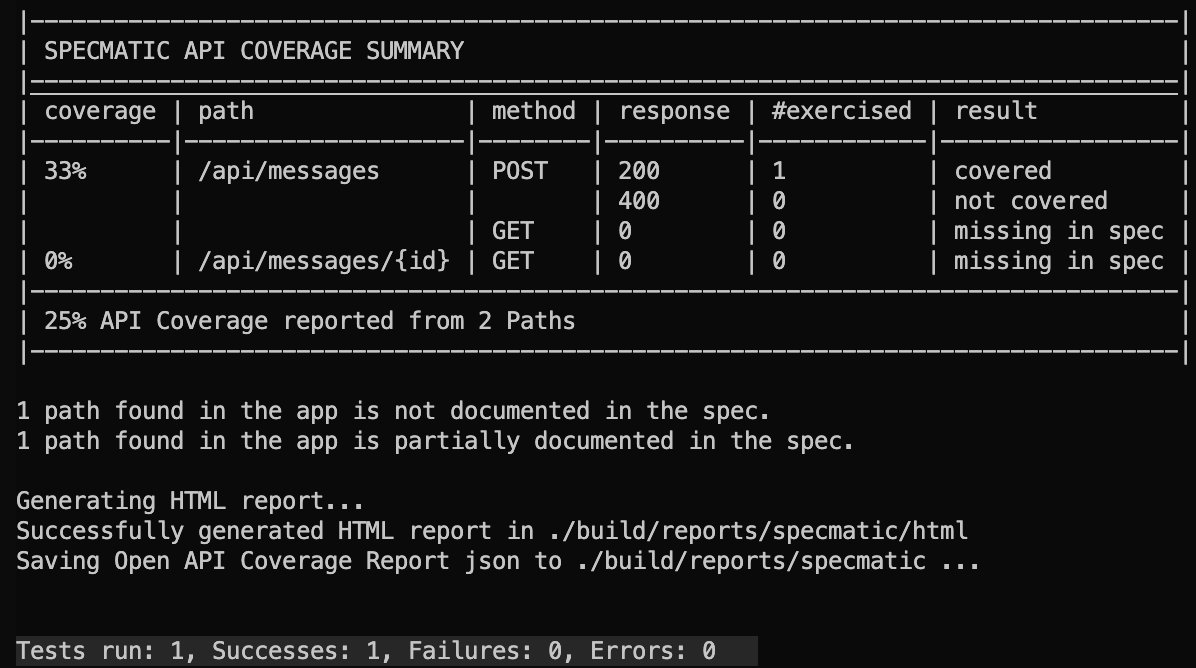 |----------------------------------------------------------------------------------|
| SPECMATIC API COVERAGE SUMMARY                                                   |
|----------------------------------------------------------------------------------|
| coverage | path               | method | response | #exercised | result          |
|----------|--------------------|--------|----------|------------|-----------------|
| 33%      | /api/messages      | POST   | 200      | 1          | covered         |
|          |                    |        | 400      | 0          | not covered     |
|          |                    | GET    | 0        | 0          | missing in spec |
| 0%       | /api/messages/{id} | GET    | 0        | 0          | missing in spec |
|----------------------------------------------------------------------------------|
| 25% API Coverage reported from 2 Paths                                           |
|----------------------------------------------------------------------------------|
1 path found in the app is not documented in the spec.
1 path found in the app is partially documented in the spec.
Generating HTML report...
Successfully generated HTML report in ./build/reports/specmatic/html
Saving Open API Coverage Report json to ./build/reports/specmatic ...
Tests run: 1, Successes: 1, Failures: 0, Errors: 0